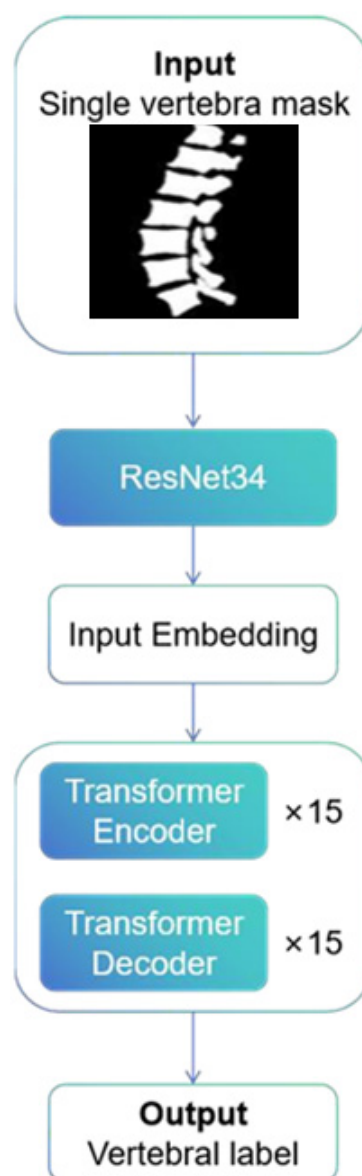 Input
Single vertebra mask
ResNet34
Input Embedding
Transformer
Encoder
×15
Transformer
Decoder
×15
Output
Vertebral label